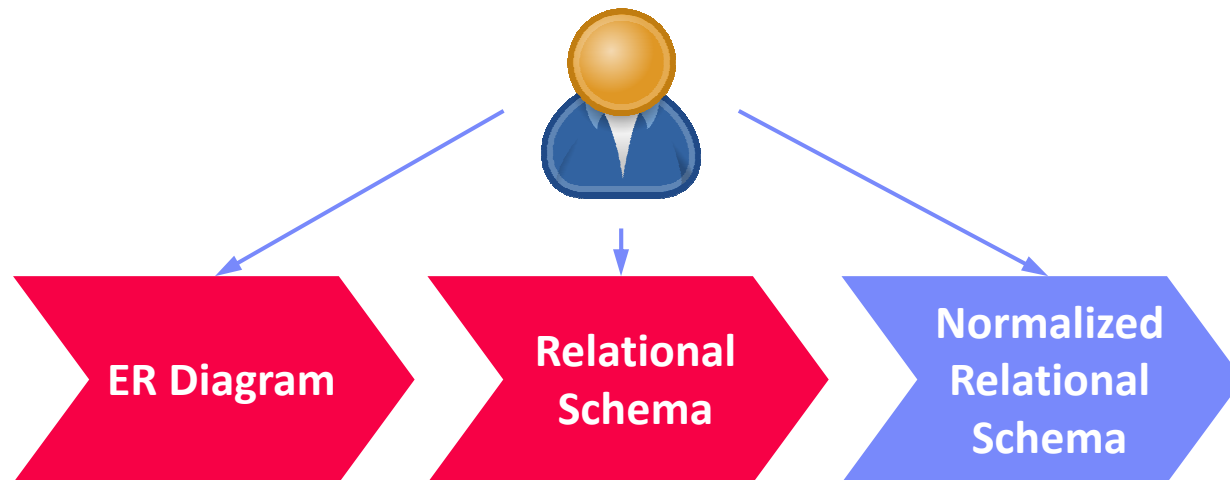 ER Diagram
Relational
Schema
Normalized
Relational
Schema